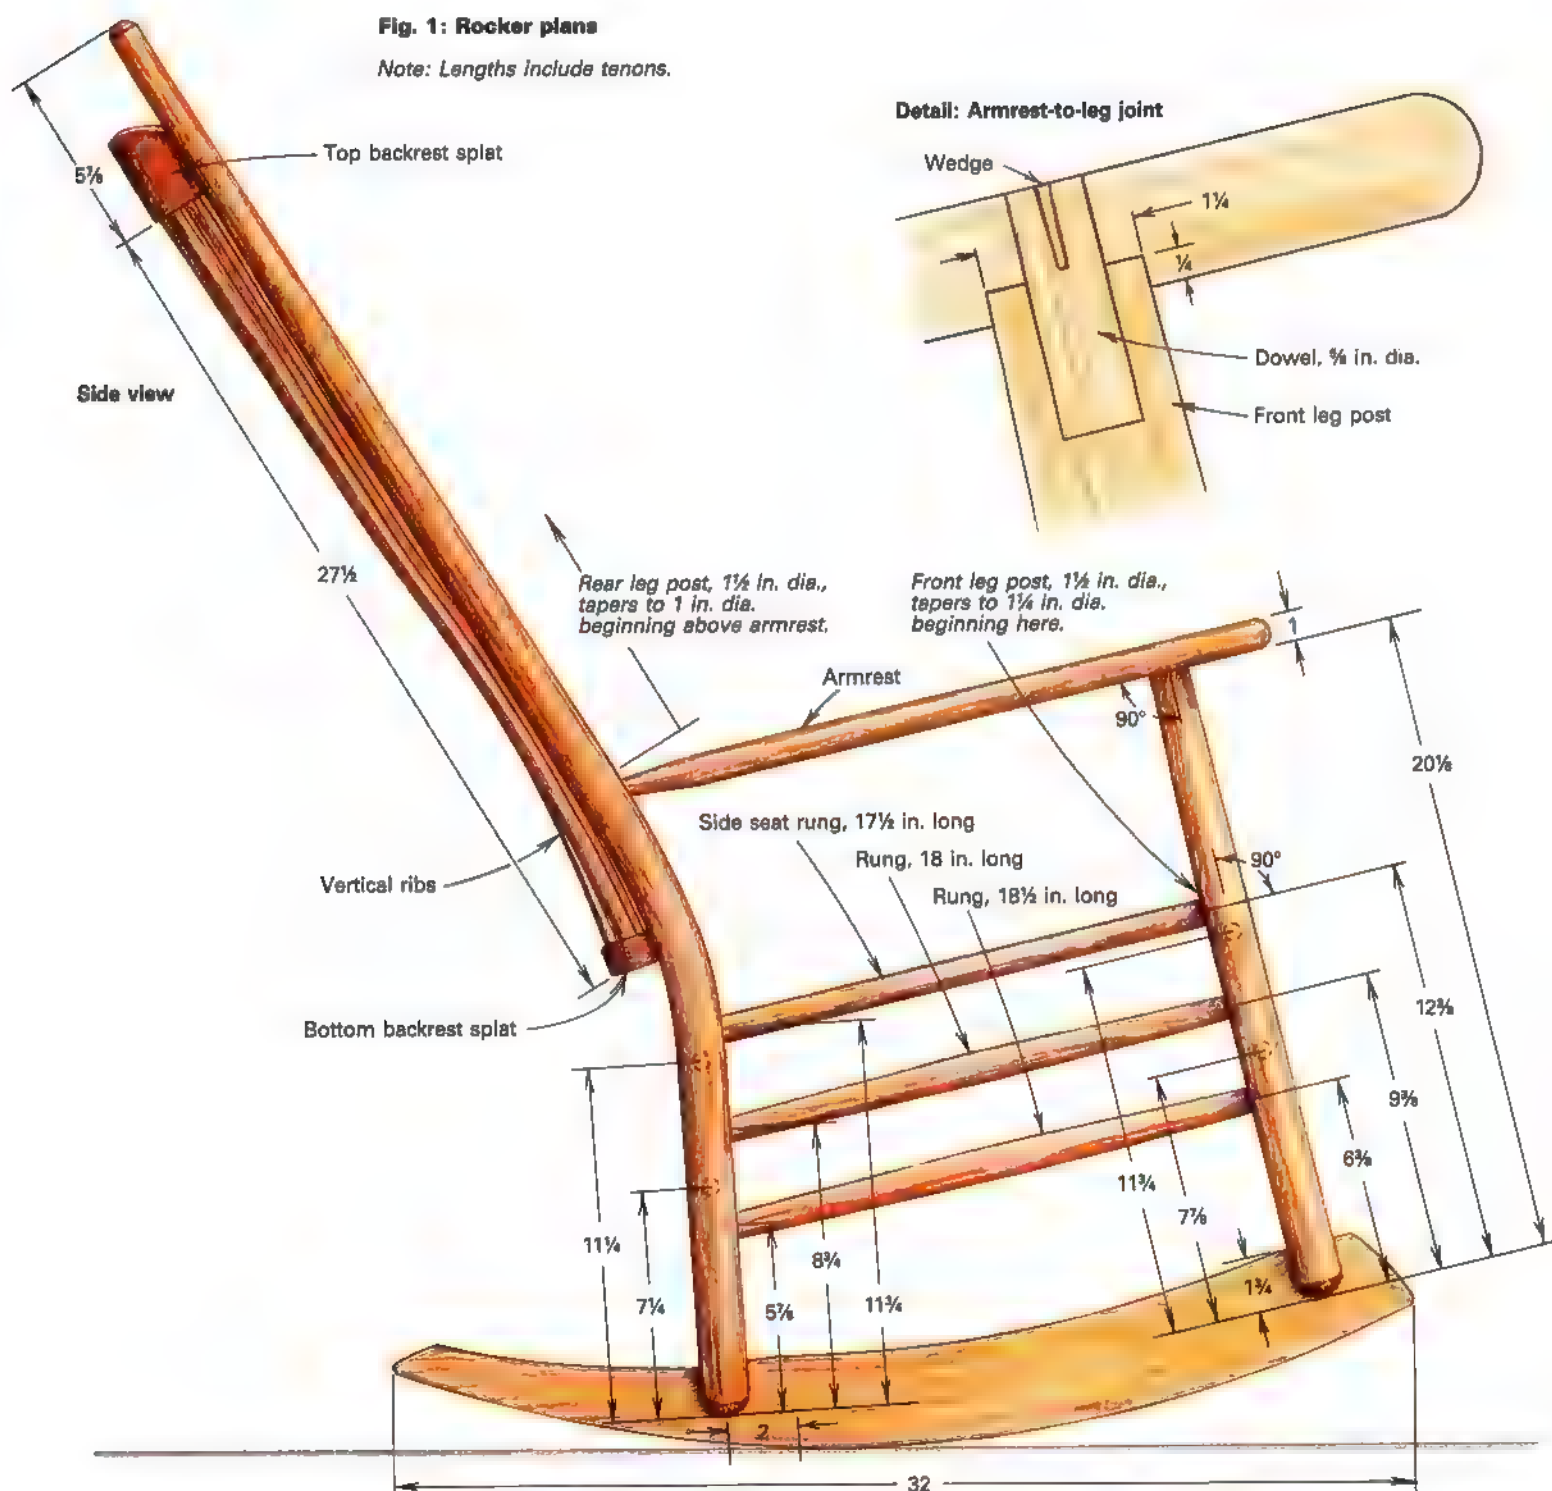 Fig. 1: Rocker plans
Note: Lengths include tenons.
Detail: Armrest-to-leg joint
Wedge
1¼
¼
Dowel, ⅝ in. dia.
Front leg post
Top backrest splat
5⅞
Side view
27½
Rear leg post, 1½ in. dia.,
tapers to 1 in. dia.
beginning above armrest.
Front leg post, 1½ in. dia.,
tapers to 1¼ in. dia.
beginning here.
1
Armrest
90°
20⅛
Side seat rung, 17½ in. long
Rung, 18 in. long
Rung, 18½ in. long
90°
Vertical ribs
Bottom backrest splat
12⅜
9⅜
6⅜
11¾
7⅞
1¾
11¼
7¼
5⅞
8¾
11¾
2
32